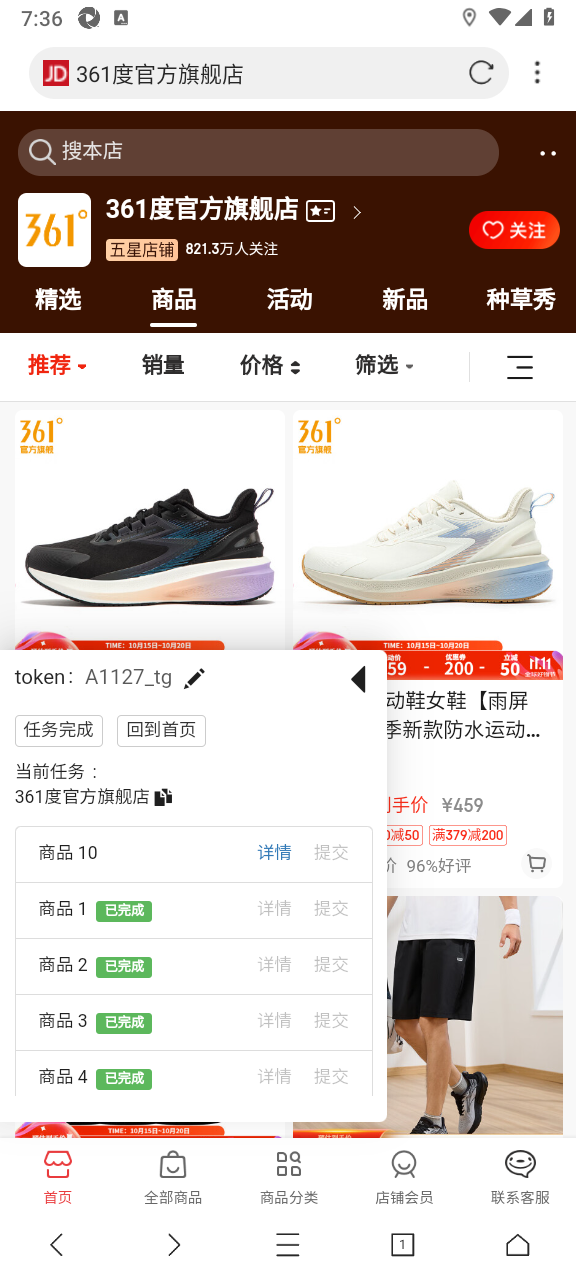 7:36
JD 361度官方旗舰店
搜本店
361°
361度官方旗舰店
五星店铺 821.3万人关注
关注
精选 商品 活动 新品 种草秀
推荐 销量 价格 筛选
361° 官方旗舰
361° 官方旗舰
TIME：10月15日~10月20日
TIME：10月15日~10月20日
59 - 优惠券 200 - 立减 50 11.11
token： A1127_tg
动鞋女鞋【雨屏
季新款防水运动...
任务完成 回到首页
当前任务：
361度官方旗舰店
到手价 ¥459
0减50 满379减200
价 96%好评
商品 10 详情 提交
商品 1 已完成 详情 提交
商品 2 已完成 详情 提交
商品 3 已完成 详情 提交
商品 4 已完成 详情 提交
TIME：10月15日~10月20日
首页 全部商品 商品分类 店铺会员 联系客服
1